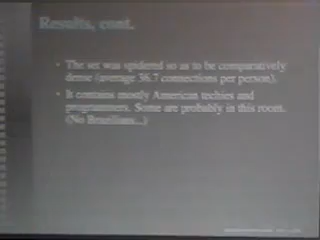 Results, cont.
• The set was spidered so as to be comparatively
dense (average 36.7 connections per person).
• It contains mostly American techies and
programmers. Some are probably in this room.
(No Brazilians...)